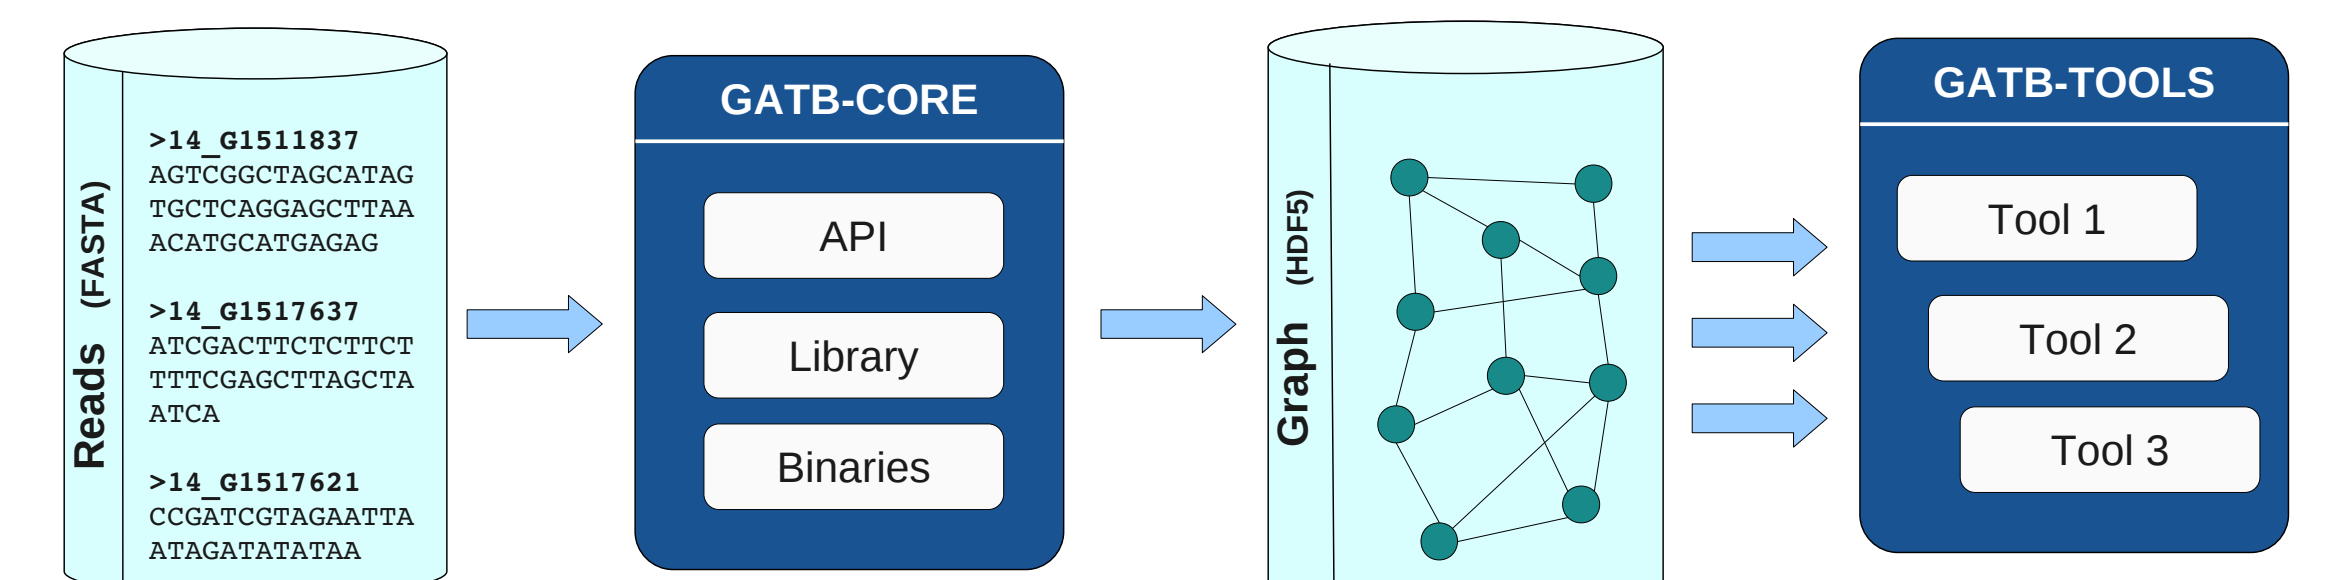 Reads (FASTA)
>14_G1511837
AGTCGGCTAGCATAG
TGCTCAGGAGCTTAA
ACATGCATGAGAG
>14_G1517637
ATCGACTTCTCTTCT
TTTCGAGCTTAGCTA
ATCA
>14_G1517621
CCGATCGTAGAATTA
ATAGATATATAA
GATB-CORE
API
Library
Binaries
Graph (HDF5)
GATB-TOOLS
Tool 1
Tool 2
Tool 3